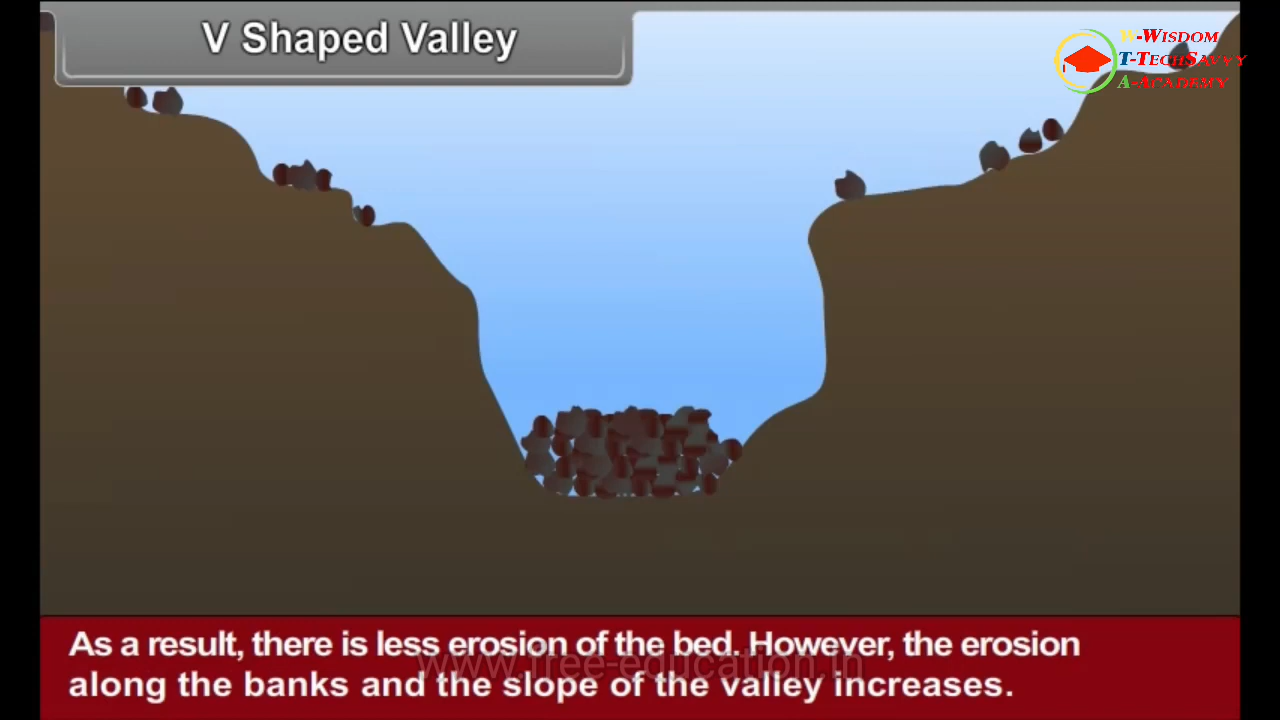 V Shaped Valley
W-Wisdom
T-TechSavvy
A-Academy
As a result, there is less erosion of the bed. However, the erosion
along the banks and the slope of the valley increases.
www.free-education.in